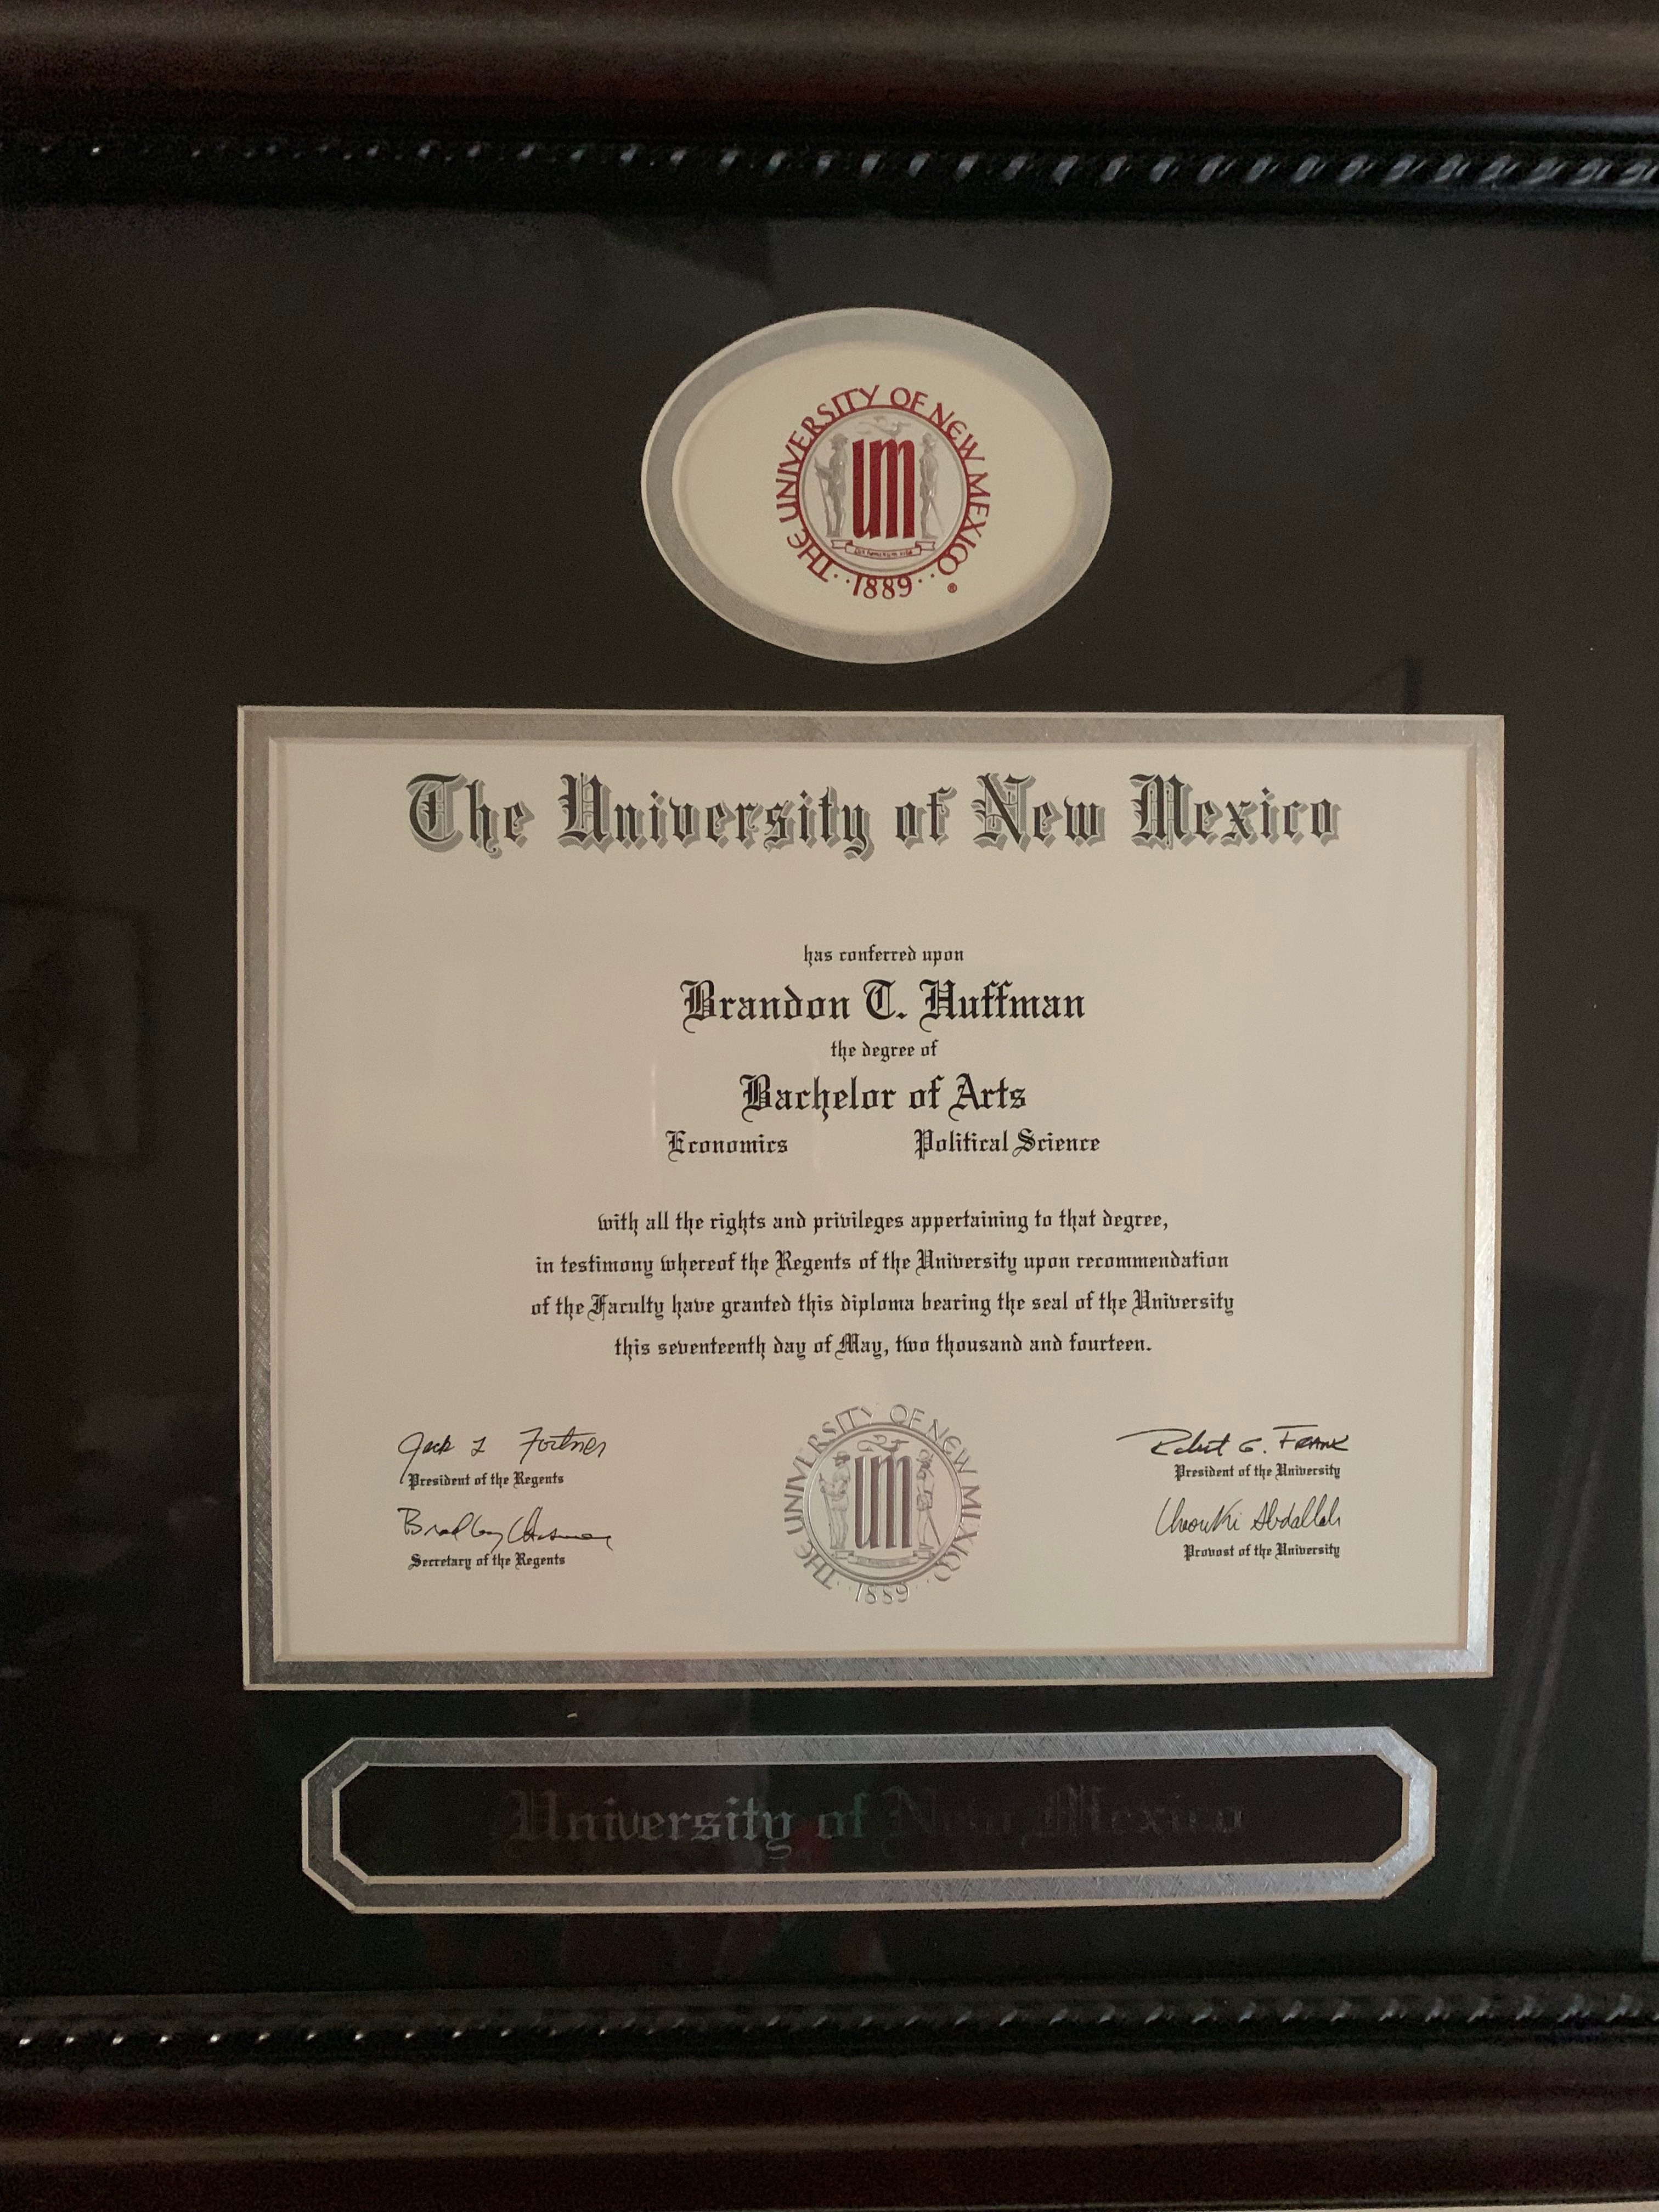 THE UNIVERSITY OF NEW MEXICO
UNM
Lux Hominum Vita
·· 1889 ·· ®
The University of New Mexico
has conferred upon
Brandon T. Huffman
the degree of
Bachelor of Arts
Economics Political Science
with all the rights and privileges appertaining to that degree,
in testimony whereof the Regents of the University upon recommendation
of the Faculty have granted this diploma bearing the seal of the University
this seventeenth day of May, two thousand and fourteen.
Jack L Fortner
President of the Regents
Bradley
Secretary of the Regents
THE UNIVERSITY OF NEW MEXICO
UNM
·· 1889 ··
Robert G. FRANK
President of the University
Chaouki Abdallah
Provost of the University
University of New Mexico